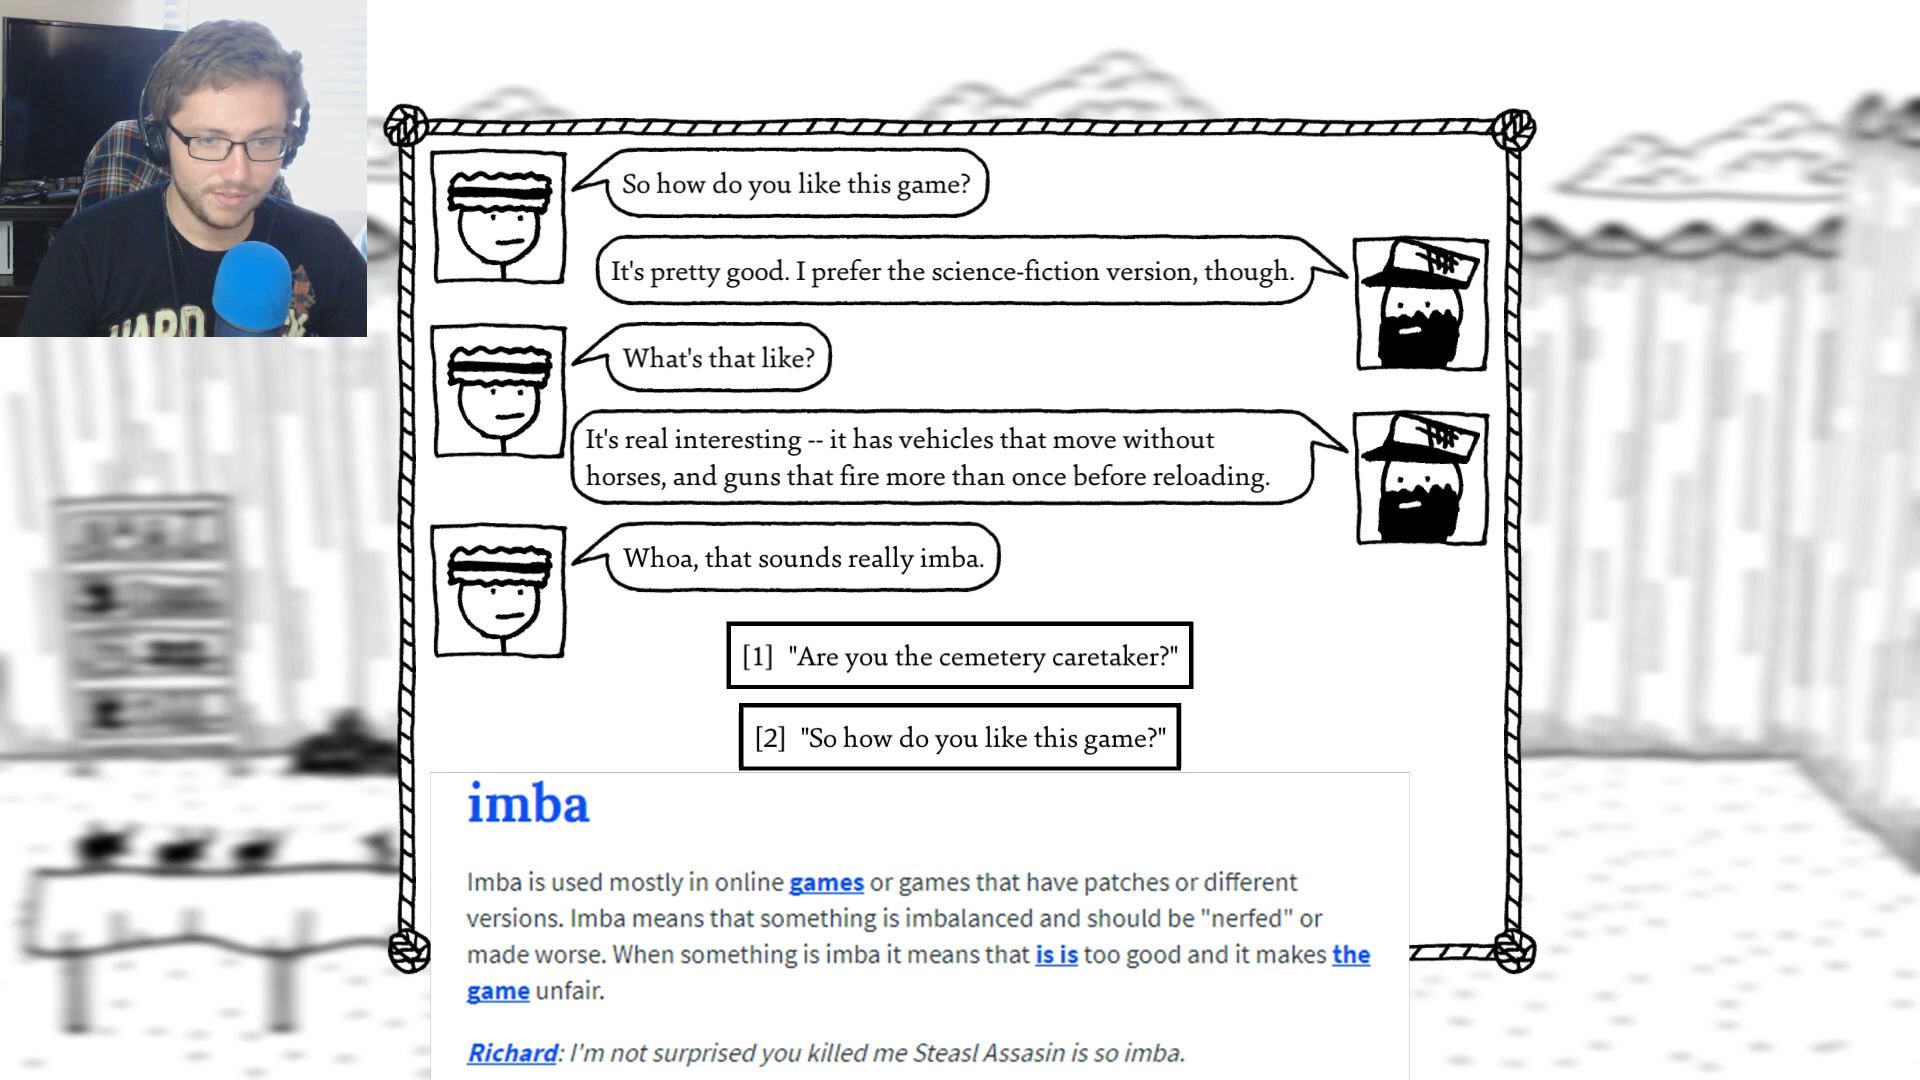 So how do you like this game?
It's pretty good. I prefer the science-fiction version, though.
What's that like?
It's real interesting -- it has vehicles that move without
horses, and guns that fire more than once before reloading.
Whoa, that sounds really imba.
[1] "Are you the cemetery caretaker?"
[2] "So how do you like this game?"
imba
Imba is used mostly in online games or games that have patches or different
versions. Imba means that something is imbalanced and should be "nerfed" or
made worse. When something is imba it means that is is too good and it makes the
game unfair.
Richard: I'm not surprised you killed me Steasl Assasin is so imba.
HARD